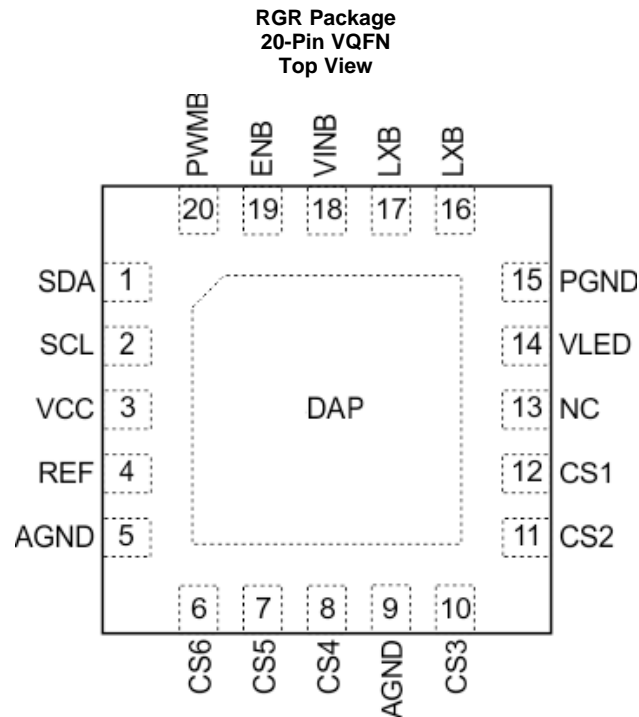 RGR Package
20-Pin VQFN
Top View
PWMB
ENB
VINB
LXB
LXB
20
19
18
17
16
SDA 1
15 PGND
SCL 2
14 VLED
VCC 3
DAP
13 NC
REF 4
12 CS1
AGND 5
11 CS2
6
7
8
9
10
CS6
CS5
CS4
AGND
CS3